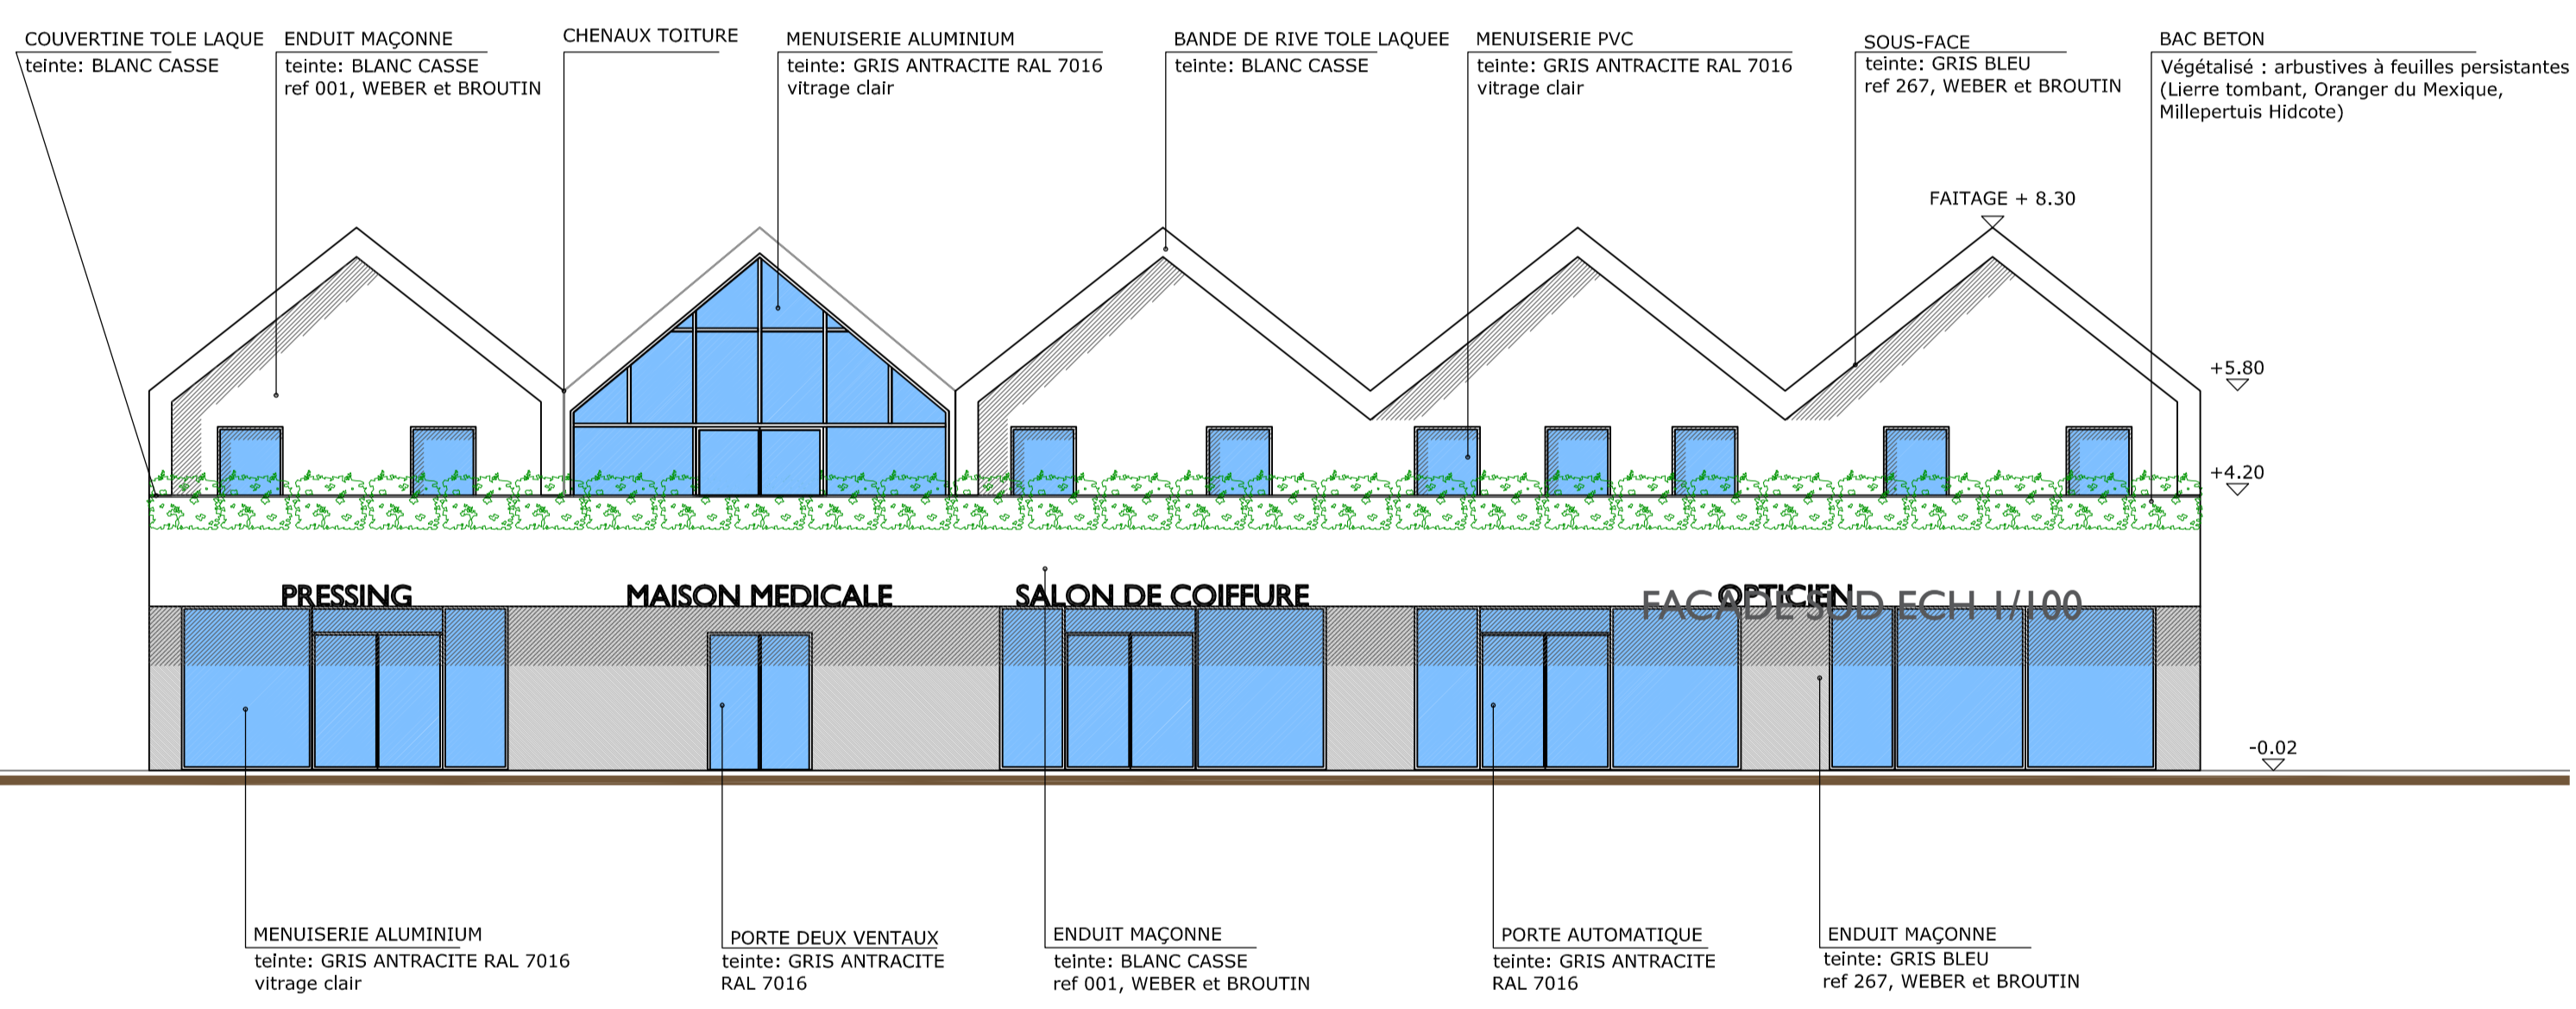 COUVERTINE TOLE LAQUE
teinte: BLANC CASSE
ENDUIT MAÇONNE
teinte: BLANC CASSE
ref 001, WEBER et BROUTIN
CHENAUX TOITURE
MENUISERIE ALUMINIUM
teinte: GRIS ANTRACITE RAL 7016
vitrage clair
BANDE DE RIVE TOLE LAQUEE
teinte: BLANC CASSE
MENUISERIE PVC
teinte: GRIS ANTRACITE RAL 7016
vitrage clair
SOUS-FACE
teinte: GRIS BLEU
ref 267, WEBER et BROUTIN
BAC BETON
Végétalisé : arbustives à feuilles persistantes
(Lierre tombant, Oranger du Mexique,
Millepertuis Hidcote)
FAITAGE + 8.30
+5.80
+4.20
PRESSING
MAISON MEDICALE
SALON DE COIFFURE
OPTICIEN
FACADE SUD ECH 1/100
-0.02
MENUISERIE ALUMINIUM
teinte: GRIS ANTRACITE RAL 7016
vitrage clair
PORTE DEUX VENTAUX
teinte: GRIS ANTRACITE
RAL 7016
ENDUIT MAÇONNE
teinte: BLANC CASSE
ref 001, WEBER et BROUTIN
PORTE AUTOMATIQUE
teinte: GRIS ANTRACITE
RAL 7016
ENDUIT MAÇONNE
teinte: GRIS BLEU
ref 267, WEBER et BROUTIN